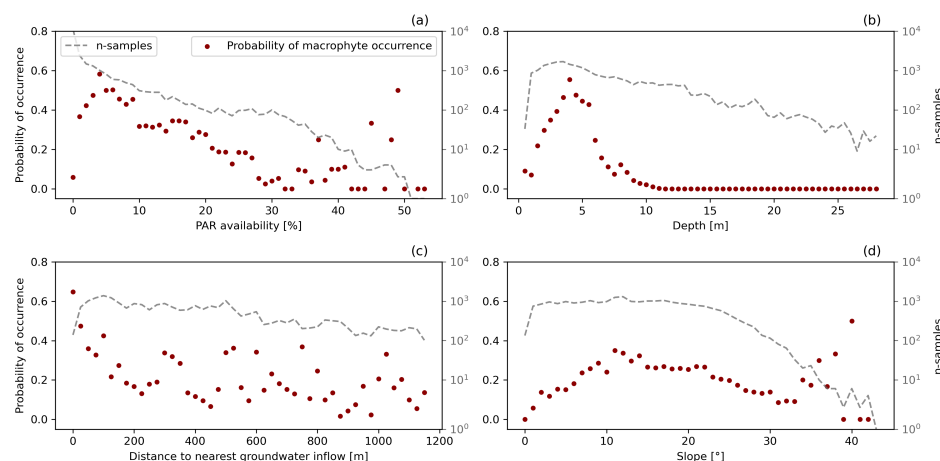 (a)
n-samples
Probability of macrophyte occurrence
Probability of occurrence
0.8
0.6
0.4
0.2
0.0
10⁴
10³
10²
10¹
10⁰
n-samples
0 10 20 30 40 50
PAR availability [%]
(b)
0.8
0.6
0.4
0.2
0.0
10⁴
10³
10²
10¹
10⁰
n-samples
0 5 10 15 20 25
Depth [m]
(c)
Probability of occurrence
0.8
0.6
0.4
0.2
0.0
10⁴
10³
10²
10¹
10⁰
0 200 400 600 800 1000 1200
Distance to nearest groundwater inflow [m]
(d)
0.8
0.6
0.4
0.2
0.0
10⁴
10³
10²
10¹
10⁰
n-samples
0 10 20 30 40
Slope [°]